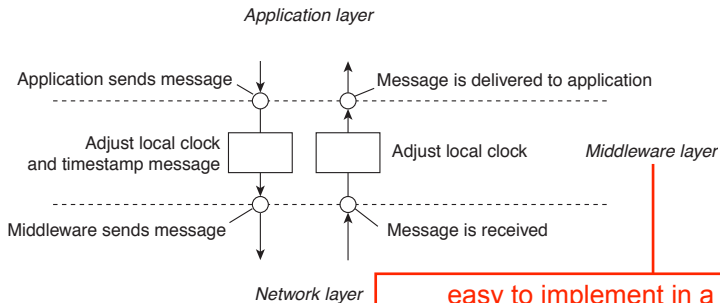 Application layer
Application sends message
Message is delivered to application
Adjust local clock
and timestamp message
Adjust local clock
Middleware layer
Middleware sends message
Message is received
Network layer
easy to implement in a